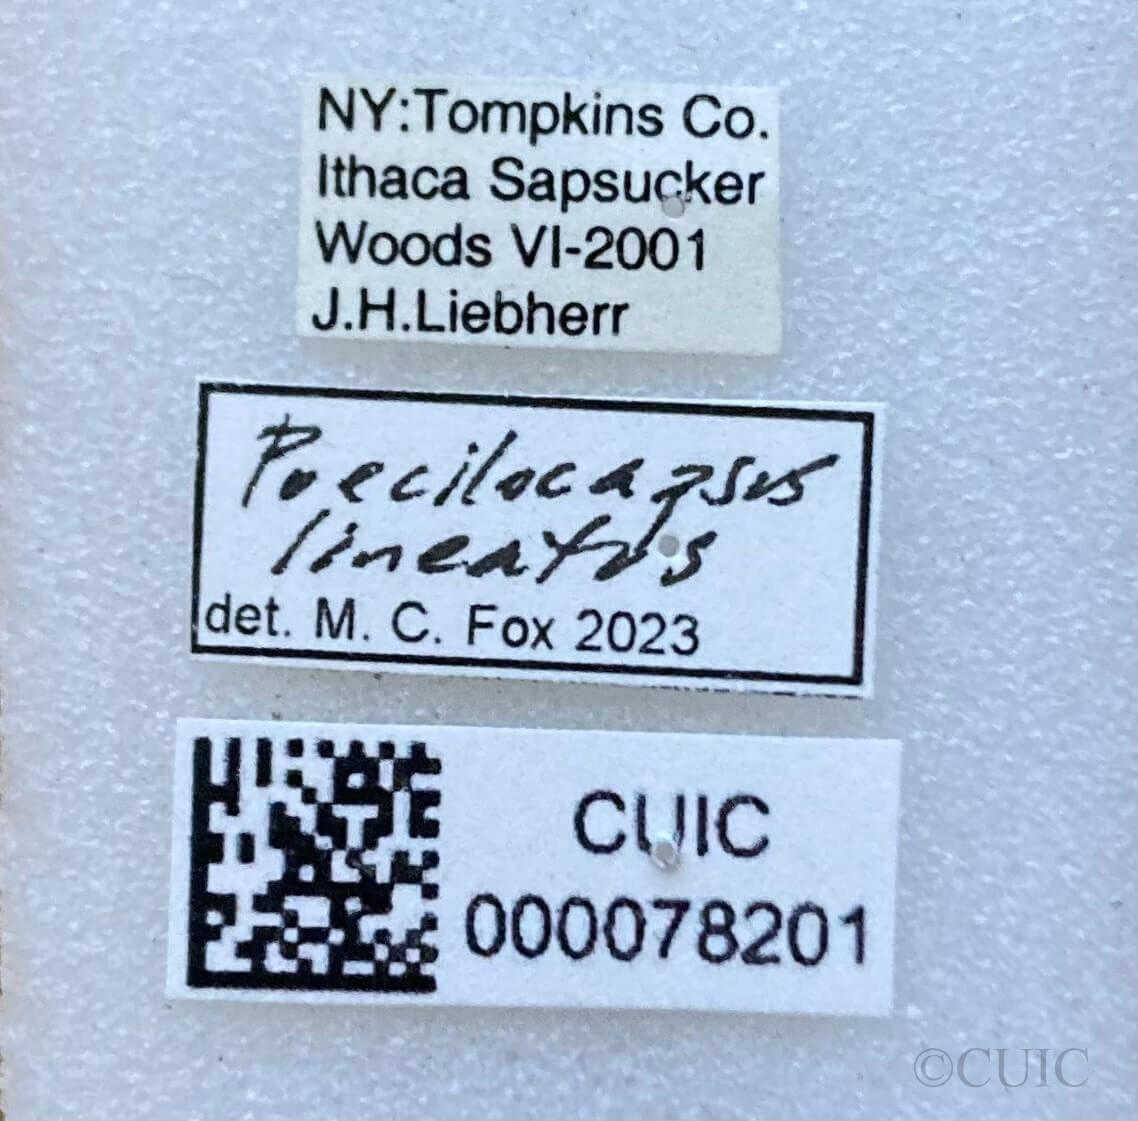 NY:Tompkins Co.
Ithaca Sapsucker
Woods VI-2001
J.H.Liebherr
Poecilocapsus
lineatus
det. M. C. Fox 2023
CUIC
000078201
©CUIC